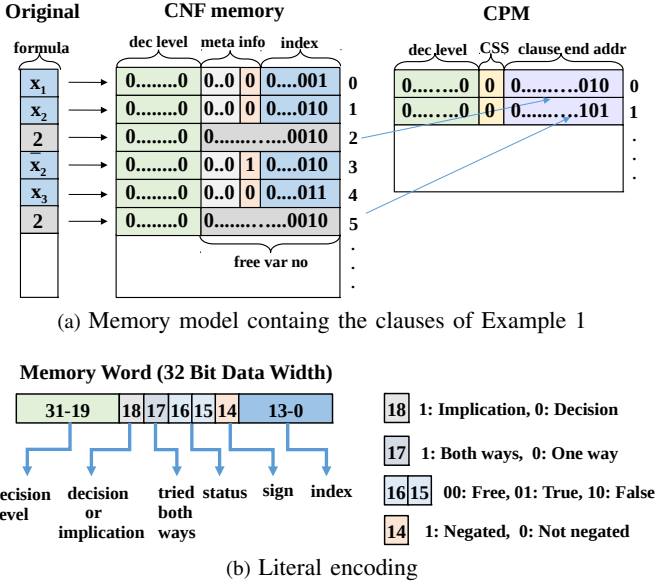 Original CNF memory CPM
formula dec level meta info index dec level CSS clause end addr
x1 0........0 0..0 0 0....001 0 0....…..0 0 0......…..010 0
x2 0........0 0..0 0 0....010 1 0....…..0 0 0......…..101 1
2 0........0 0.......…...0010 2
x̅2 0........0 0..0 1 0....010 3
x3 0........0 0..0 0 0....011 4
2 0........0 0.......…...0010 5
free var no
(a) Memory model containg the clauses of Example 1
Memory Word (32 Bit Data Width)
31-19 18 17 16 15 14 13-0
18 1: Implication, 0: Decision
17 1: Both ways, 0: One way
16 15 00: Free, 01: True, 10: False
14 1: Negated, 0: Not negated
ecision evel
decision or implication
tried both ways
status
sign
index
(b) Literal encoding